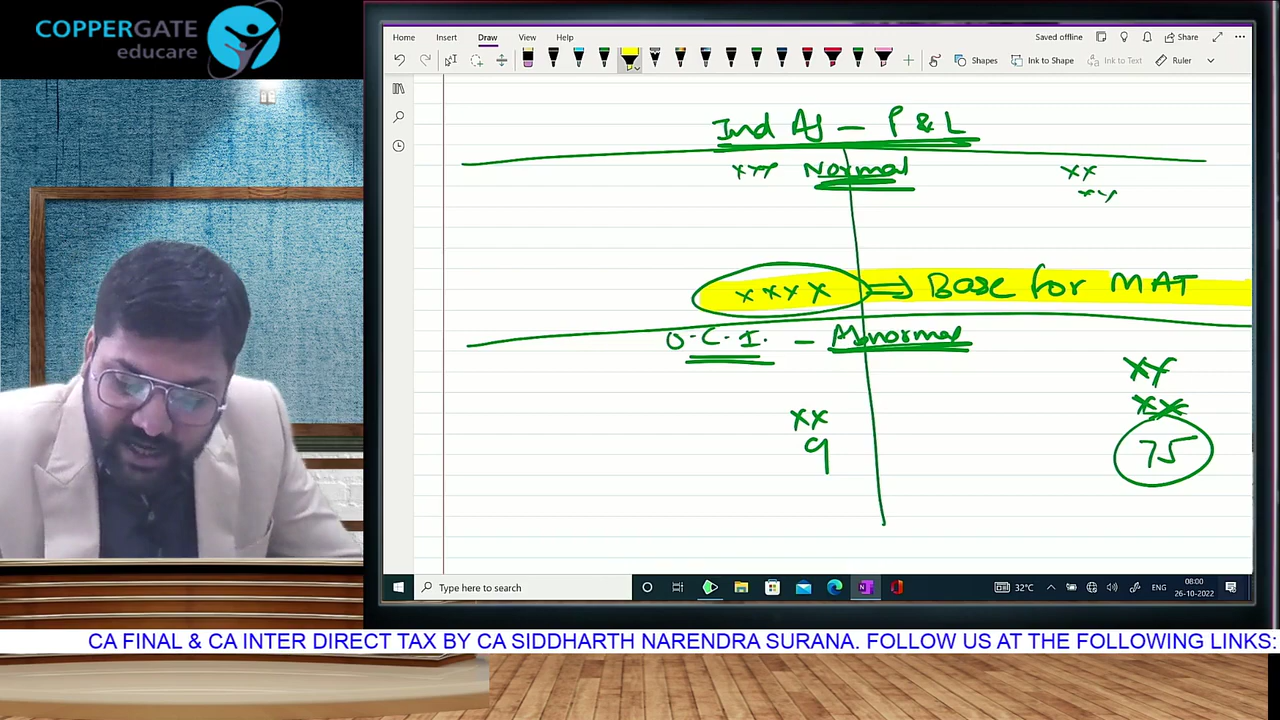 COPPERGATE
educare
Home Insert Draw View Help
Saved offline
Share
Shapes
Ink to Shape
Ink to Text
Ruler
Ind AS - P & L
xxx Normal xx
xx
xxxx ⇒ Base for MAT
O.C.I. - Abnormal
xx
xx
xx
9 75
Type here to search
32°C
ENG
08:00
26-10-2022
CA FINAL & CA INTER DIRECT TAX BY CA SIDDHARTH NARENDRA SURANA. FOLLOW US AT THE FOLLOWING LINKS: